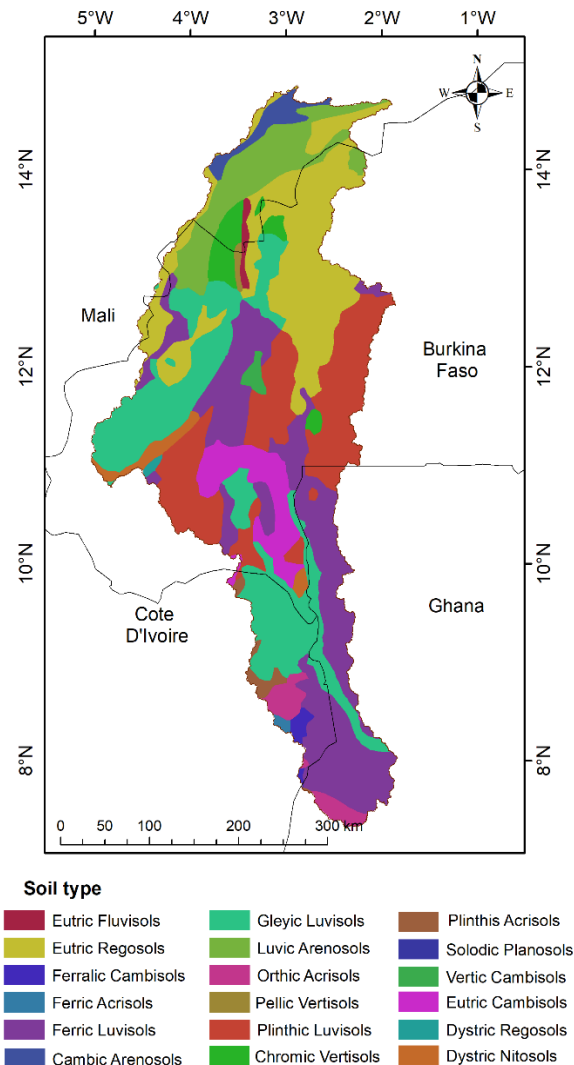 5°W 4°W 3°W 2°W 1°W
N
W E
S
14°N 14°N
Mali
12°N 12°N
Burkina
Faso
10°N 10°N
Cote
D'Ivoire
Ghana
8°N 8°N
0 50 100 200 300 km
Soil type
Eutric Fluvisols Gleyic Luvisols Plinthis Acrisols
Eutric Regosols Luvic Arenosols Solodic Planosols
Ferralic Cambisols Orthic Acrisols Vertic Cambisols
Ferric Acrisols Pellic Vertisols Eutric Cambisols
Ferric Luvisols Plinthic Luvisols Dystric Regosols
Cambic Arenosols Chromic Vertisols Dystric Nitosols